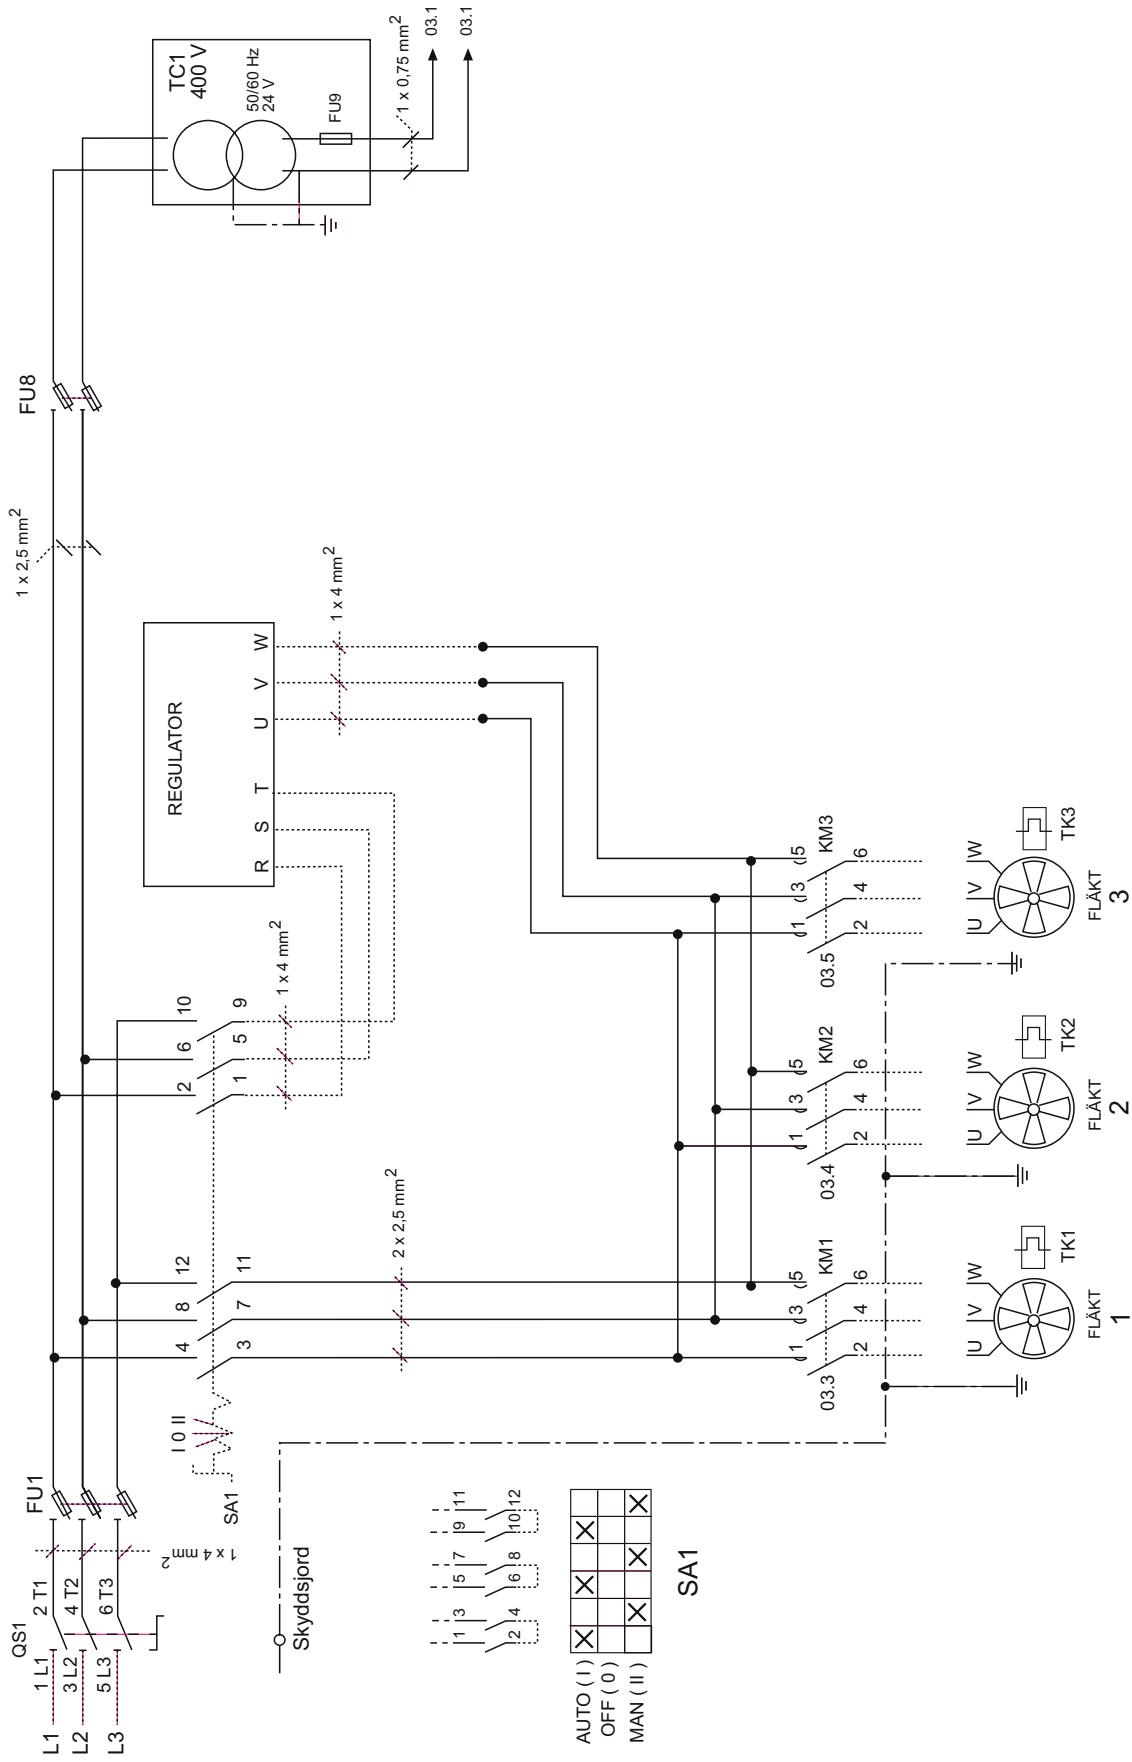 L1
L2
L3
1 L1
3 L2
5 L3
QS1
2 T1
4 T2
6 T3
1 x 4 mm²
FU1
SA1
I 0 II
4
8
12
3
7
11
2 x 2,5 mm²
2
6
10
1
5
9
1 x 4 mm²
REGULATOR
R
S
T
U
V
W
1 x 4 mm²
1 x 2,5 mm²
FU8
TC1
400 V
50/60 Hz
24 V
FU9
1 x 0,75 mm²
03.1
03.1
Skyddsjord
1
3
5
7
9
11
2
4
6
8
10
12
AUTO ( I )
OFF ( 0 )
MAN ( II )
SA1
1
3
5
KM1
03.3
2
4
6
U
V
W
TK1
FLÄKT
1
1
3
5
KM2
03.4
2
4
6
U
V
W
TK2
FLÄKT
2
1
3
5
KM3
03.5
2
4
6
U
V
W
TK3
FLÄKT
3